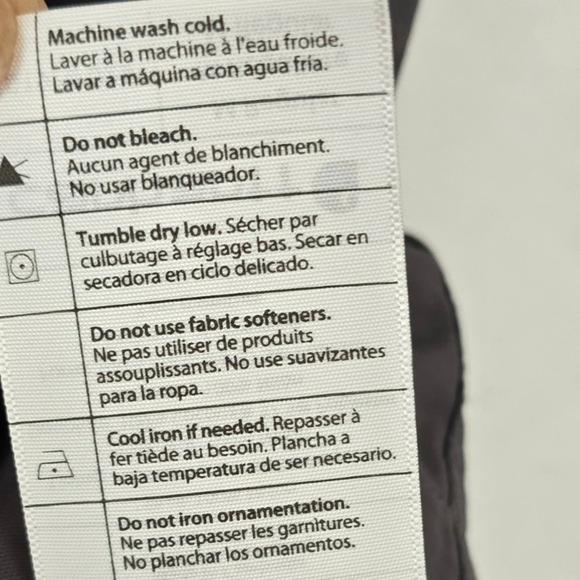 Machine wash cold.
Laver à la machine à l'eau froide.
Lavar a máquina con agua fría.
Do not bleach.
Aucun agent de blanchiment.
No usar blanqueador.
Tumble dry low. Sécher par
culbutage à réglage bas. Secar en
secadora en ciclo delicado.
Do not use fabric softeners.
Ne pas utiliser de produits
assouplissants. No use suavizantes
para la ropa.
Cool iron if needed. Repasser à
fer tiède au besoin. Plancha a
baja temperatura de ser necesario.
Do not iron ornamentation.
Ne pas repasser les garnitures.
No planchar los ornamentos.